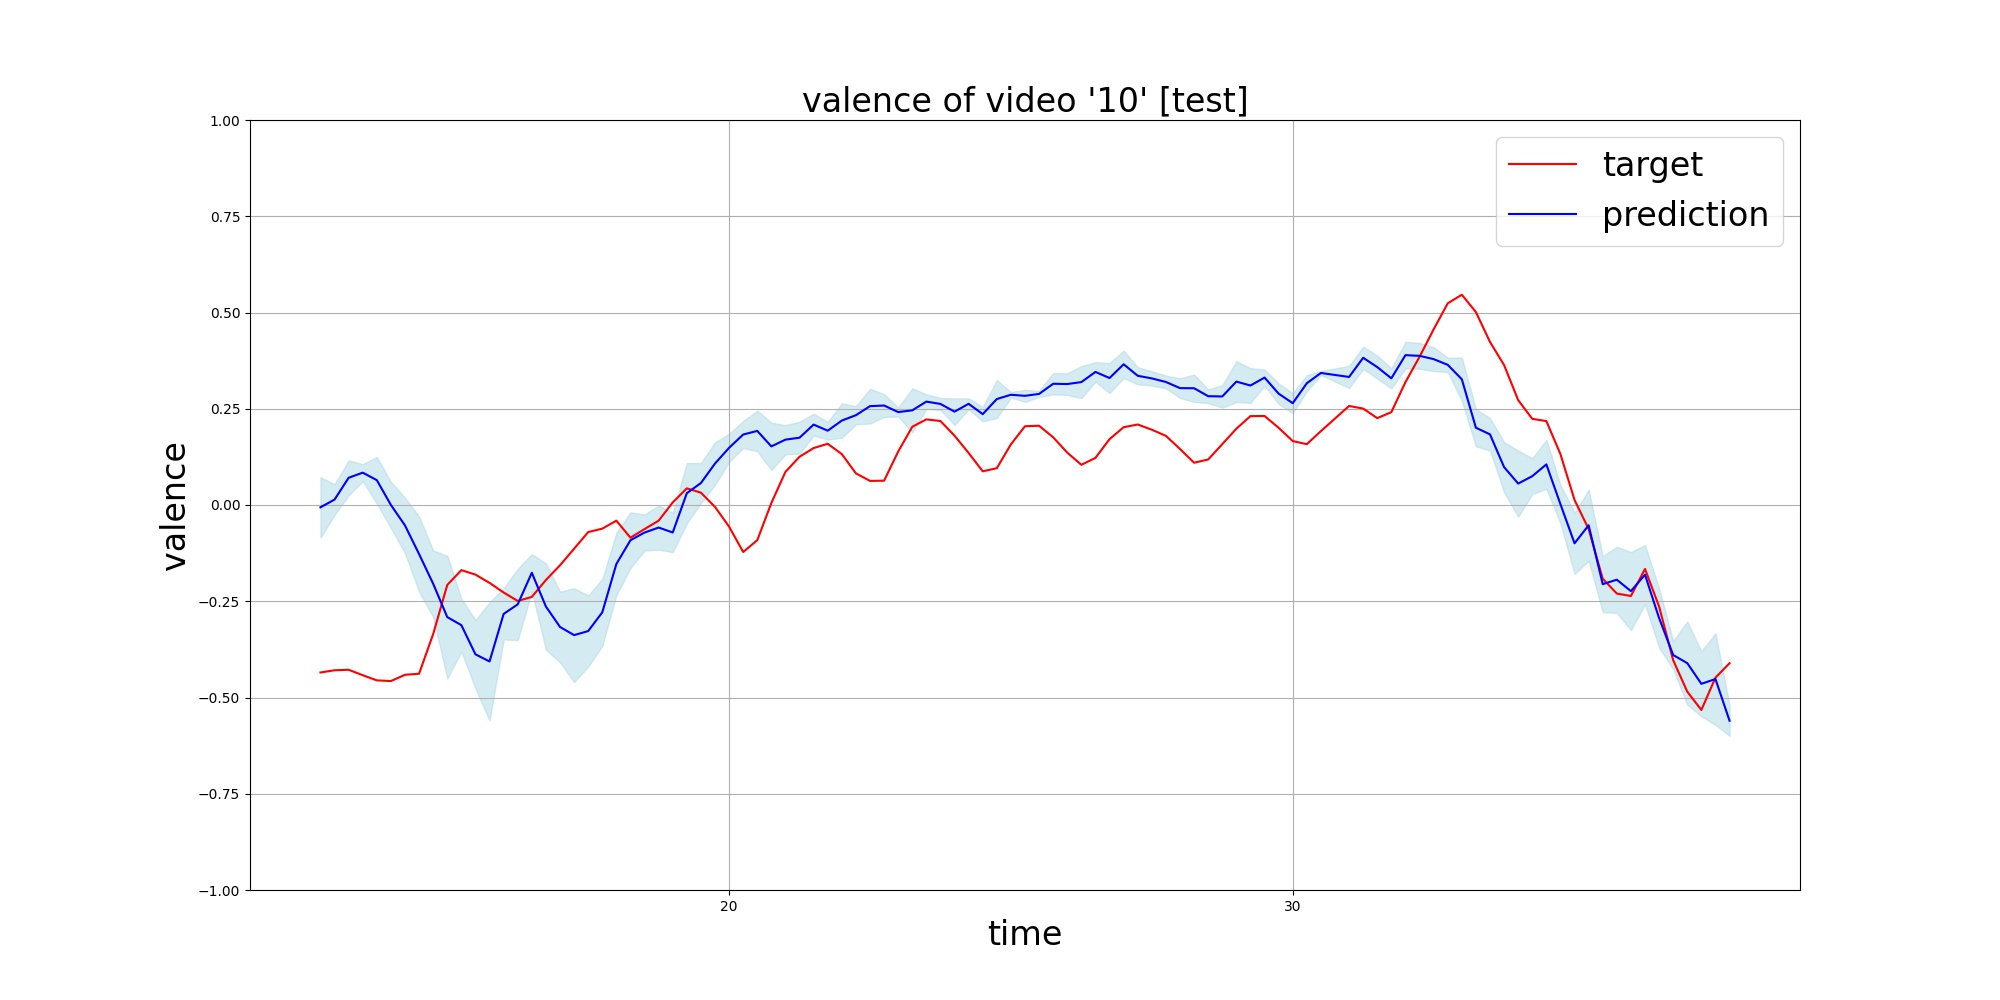 valence of video '10' [test]
target
prediction
1.00
0.75
0.50
0.25
0.00
−0.25
−0.50
−0.75
−1.00
valence
20
30
time